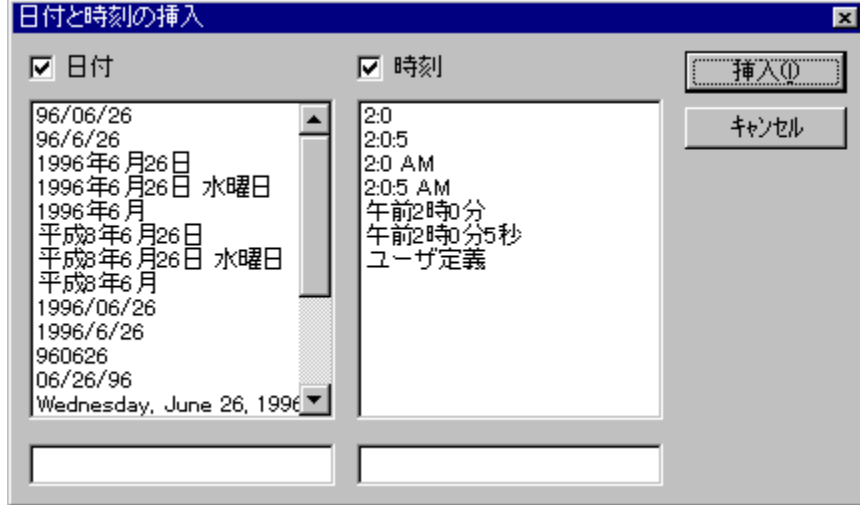 日付と時刻の挿入
日付
96/06/26
96/6/26
1996年6月26日
1996年6月26日 水曜日
1996年6月
平成8年6月26日
平成8年6月26日 水曜日
平成8年6月
1996/06/26
1996/6/26
960626
06/26/96
Wednesday, June 26, 1996
時刻
2:0
2:0:5
2:0 AM
2:0:5 AM
午前2時0分
午前2時0分5秒
ユーザ定義
挿入(I)
キャンセル